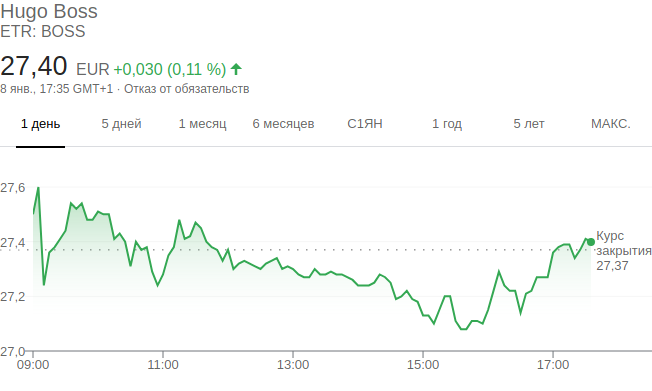 Hugo Boss
ETR: BOSS
27,40 EUR +0,030 (0,11 %)
8 янв., 17:35 GMT+1 · Отказ от обязательств
1 день 5 дней 1 месяц 6 месяцев С1ЯН 1 год 5 лет МАКС.
27,6
27,4
27,2
27,0
Курс
закрытия
27,37
09:00 11:00 13:00 15:00 17:00